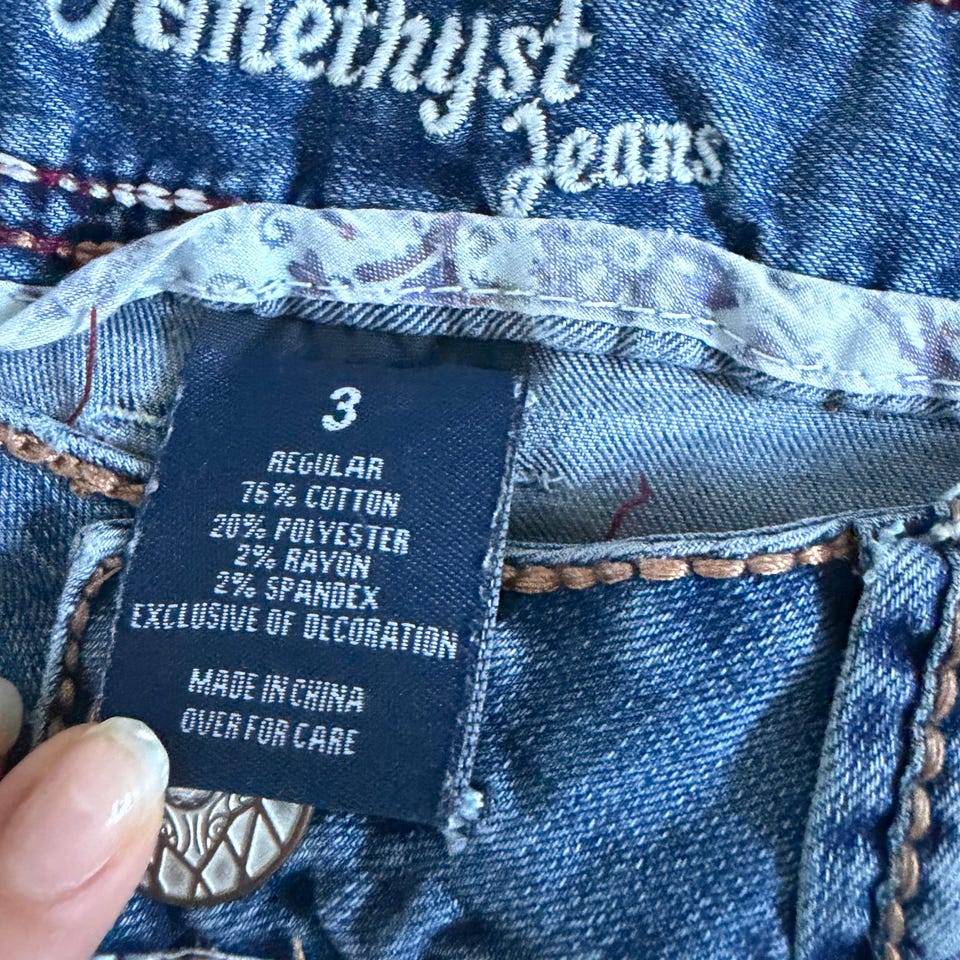 Amethyst
Jeans
3
REGULAR
76% COTTON
20% POLYESTER
2% RAYON
2% SPANDEX
EXCLUSIVE OF DECORATION
MADE IN CHINA
OVER FOR CARE